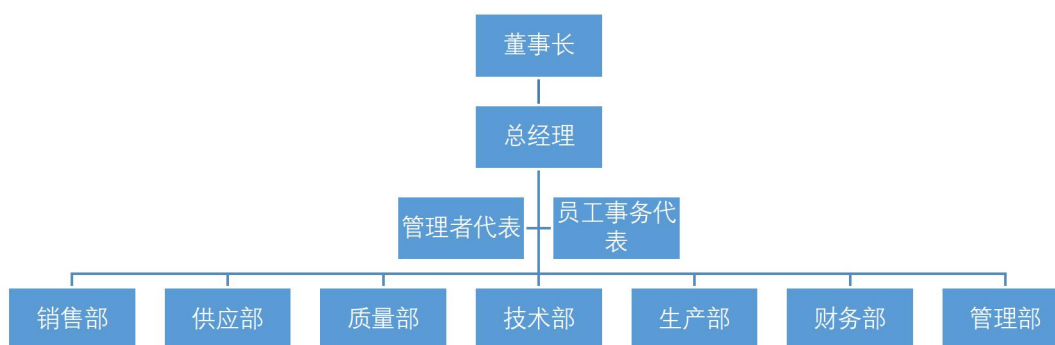 董事长
总经理
管理者代表
员工事务代
表
销售部
供应部
质量部
技术部
生产部
财务部
管理部